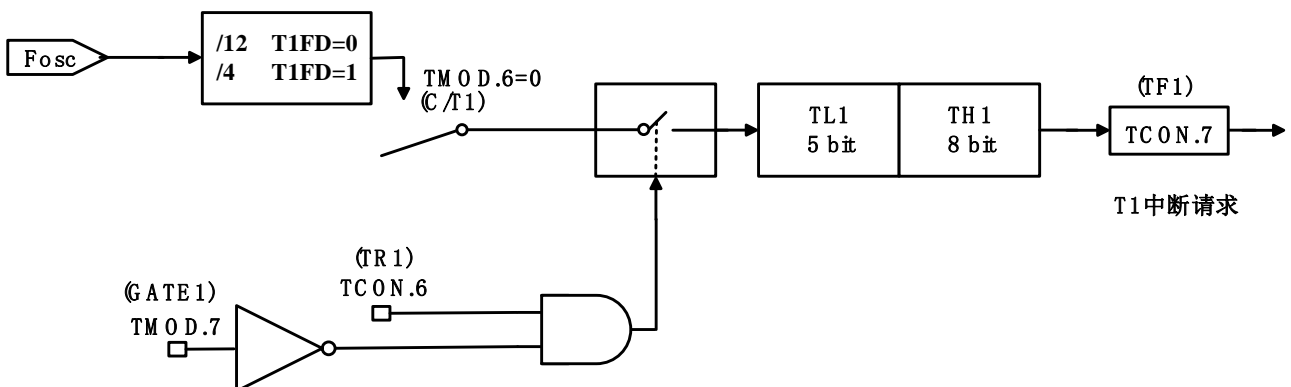 Fosc
/12 T1FD=0
/4 T1FD=1
TMOD.6=0
(C/T1)
TL1
5 bit
TH1
8 bit
(TF1)
TCON.7
T1中断请求
(TR1)
TCON.6
(GATE1)
TMOD.7